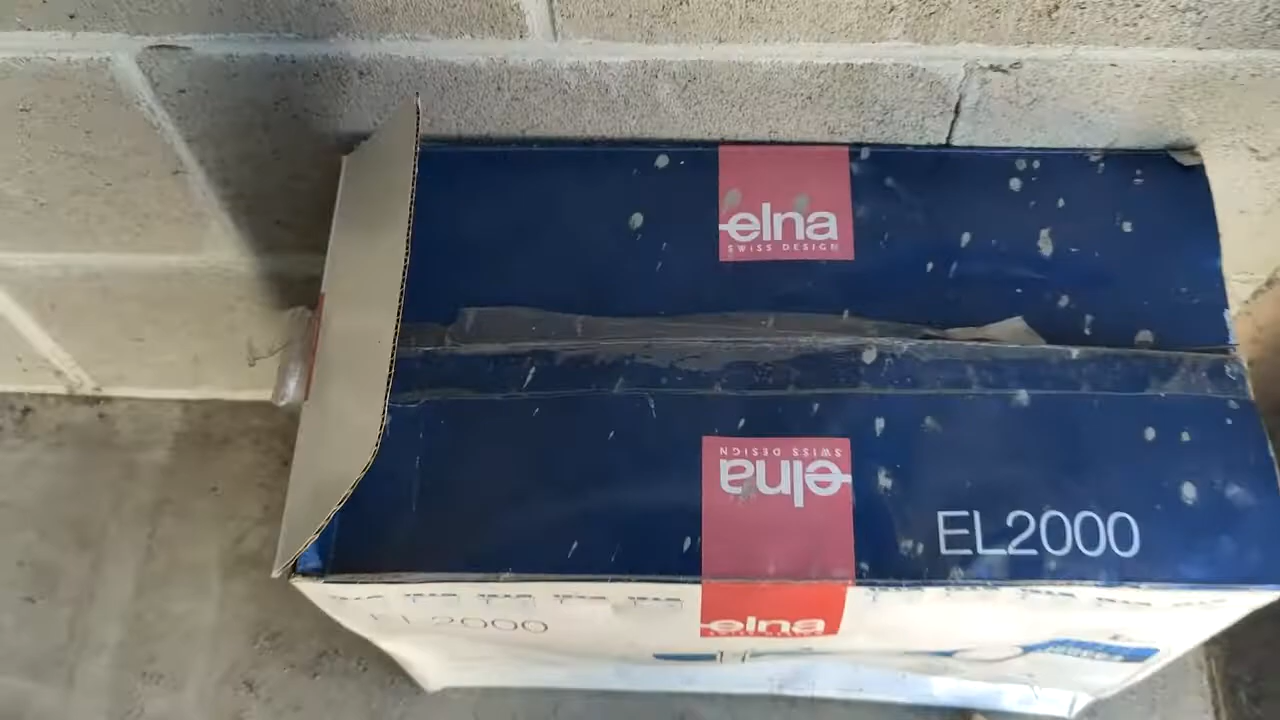 elna
SWISS DESIGN
elna
SWISS DESIGN
EL2000
EL2000
elna